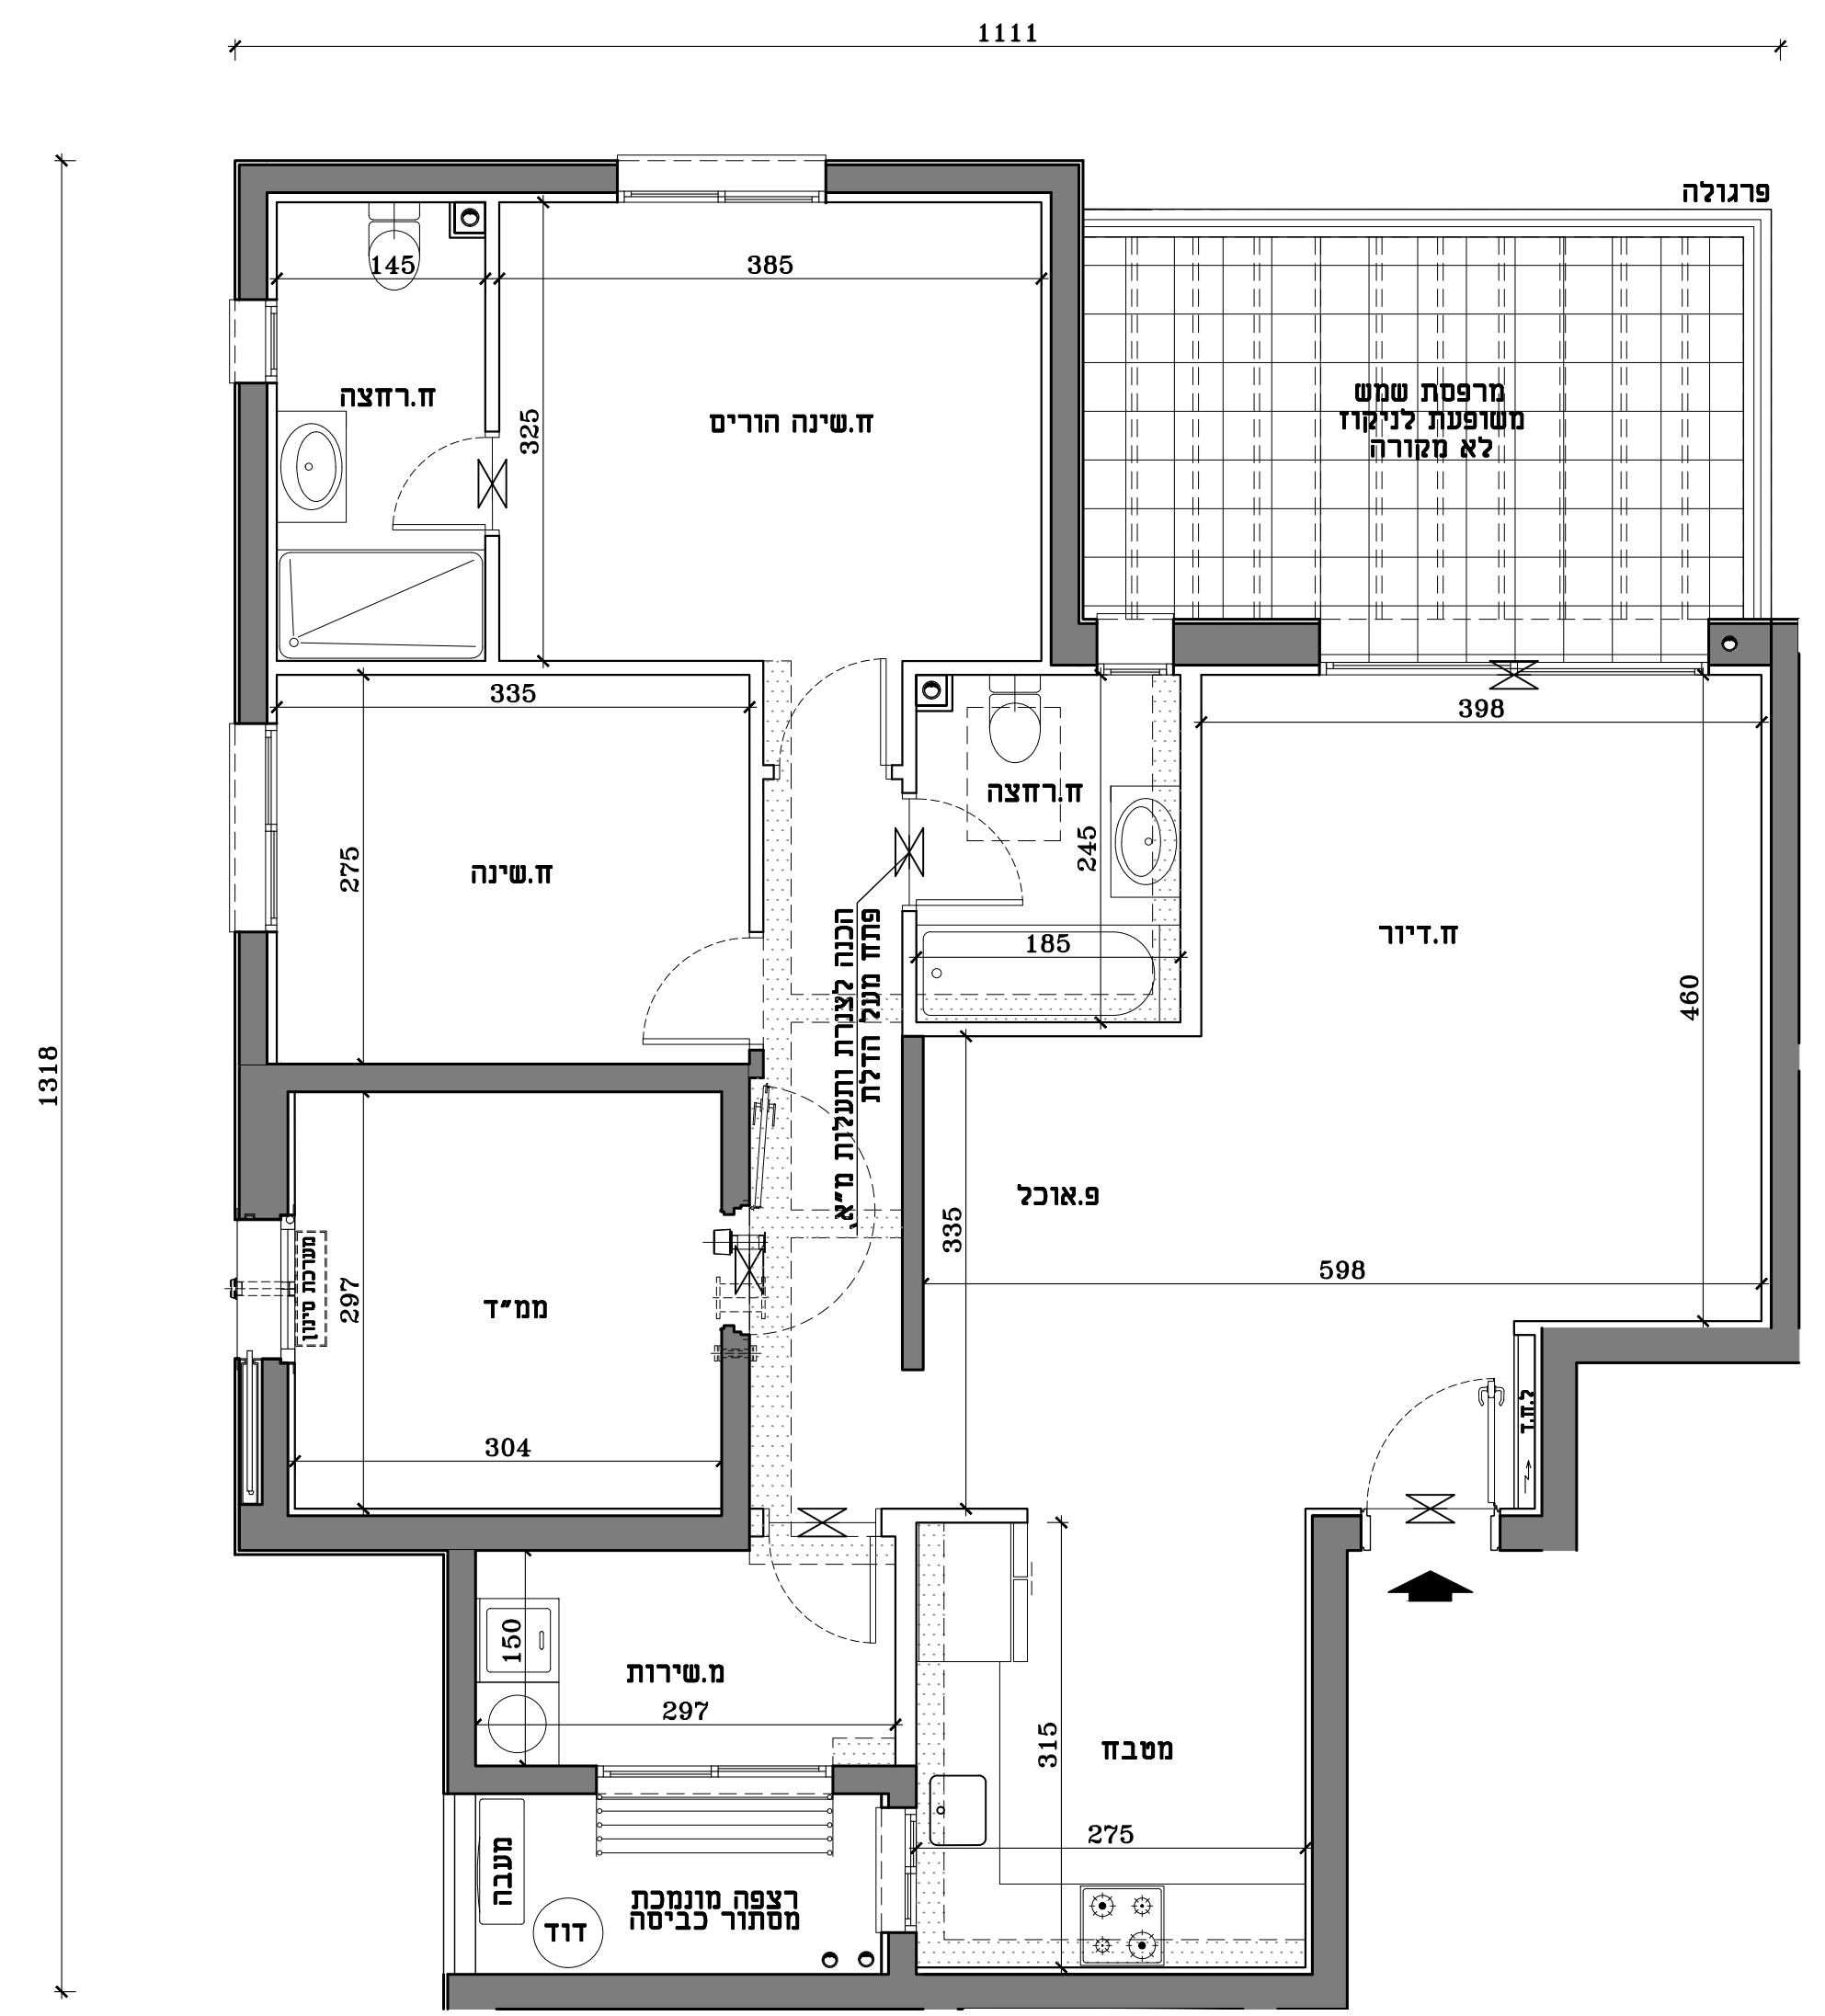 1111
1318
פרגולה
145
385
ח.רחצה
325
ח.שינה הורים
מרפסת שמש
משופעת לניקוז
לא מקורה
335
398
275
ח.שינה
ח.רחצה
245
185
ח.דיור
460
הכנה לצנרת ותעלות מ"א,
פתח מעל הדלת
פ.אוכל
335
598
מערכת סינון
297
ממ"ד
304
ל.ח.ד
150
מ.שירות
297
315
מטבח
275
מעבה
דוד
רצפה מונמכת
מסתור כביסה